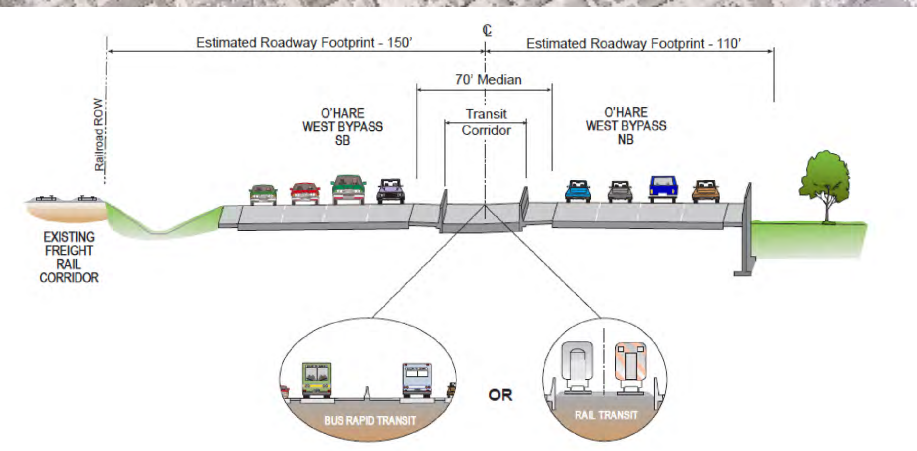 ℄
Estimated Roadway Footprint - 150'
Estimated Roadway Footprint - 110'
70' Median
Railroad ROW
O'HARE
WEST BYPASS
SB
Transit
Corridor
O'HARE
WEST BYPASS
NB
EXISTING
FREIGHT
RAIL
CORRIDOR
BUS RAPID TRANSIT
OR
RAIL TRANSIT